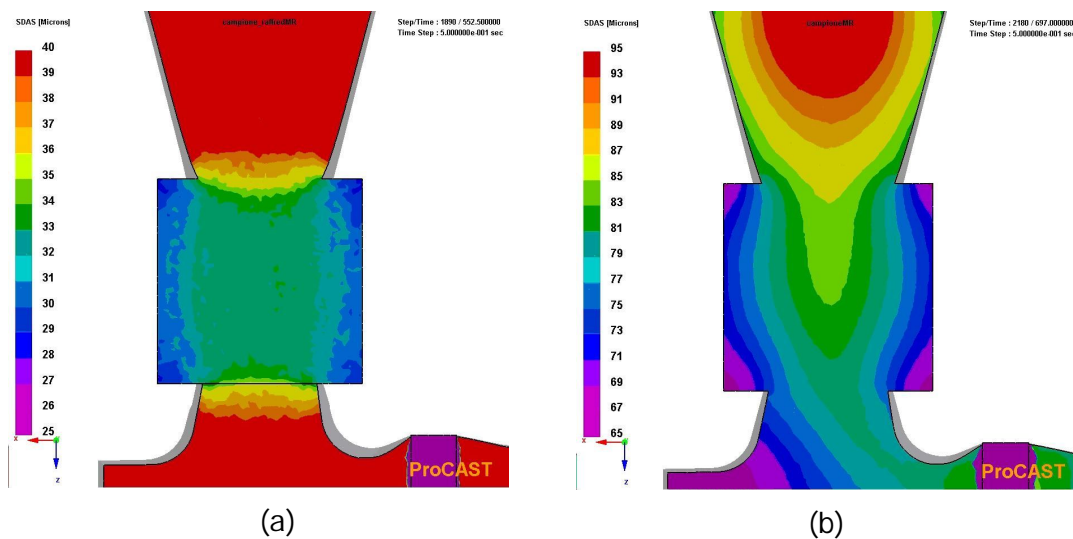 SDAS [Microns]
Step/Time : 1890 / 552.500000
Time Step : 5.000000e-001 sec
40
39
38
37
36
35
34
33
32
31
30
29
28
27
26
25
x
z
ProCAST
(a)
SDAS [Microns]
campioneMR
Step/Time : 2180 / 697.000000
Time Step : 5.000000e-001 sec
95
93
91
89
87
85
83
81
79
77
75
73
71
69
67
65
x
z
ProCAST
(b)